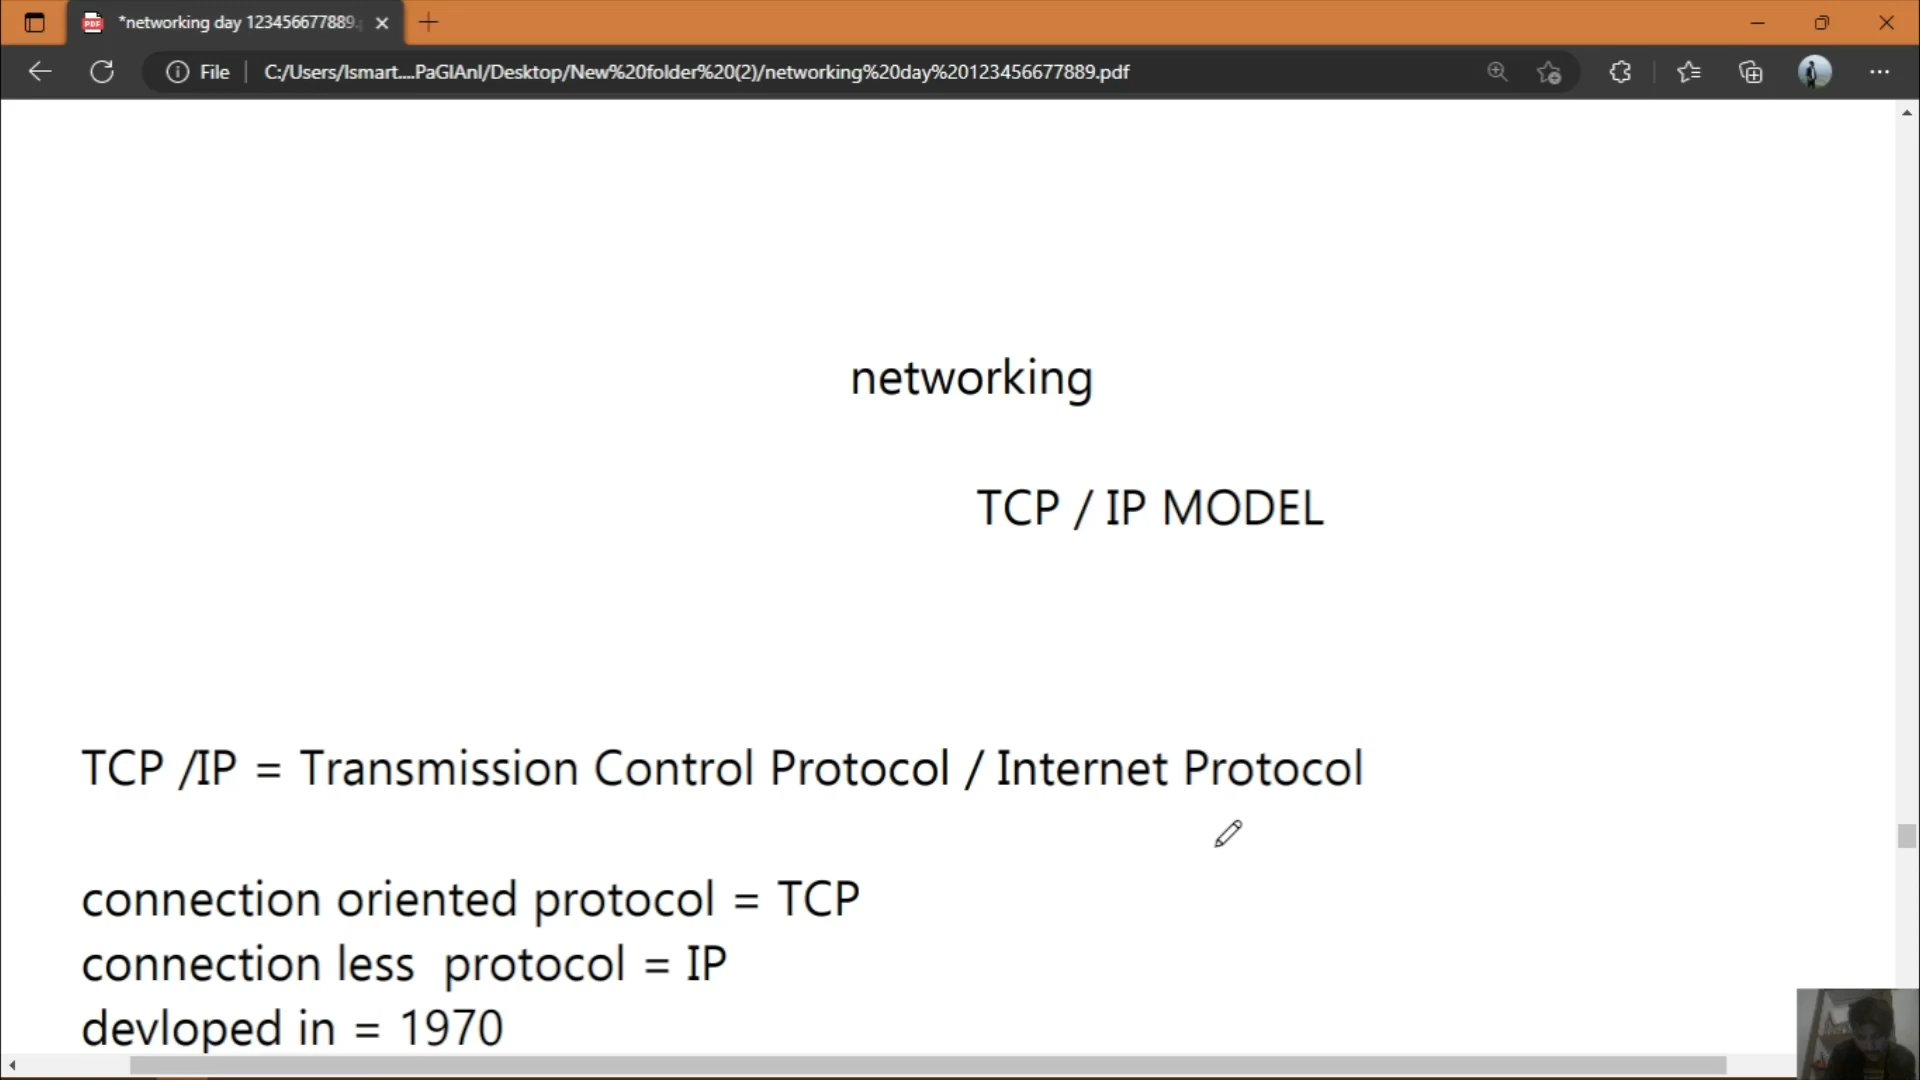 *networking day 123456677889.
File
C:/Users/Ismart....PaGIAnI/Desktop/New%20folder%20(2)/networking%20day%20123456677889.pdf
networking
TCP / IP MODEL
TCP /IP = Transmission Control Protocol / Internet Protocol
connection oriented protocol = TCP
connection less  protocol = IP
devloped in = 1970